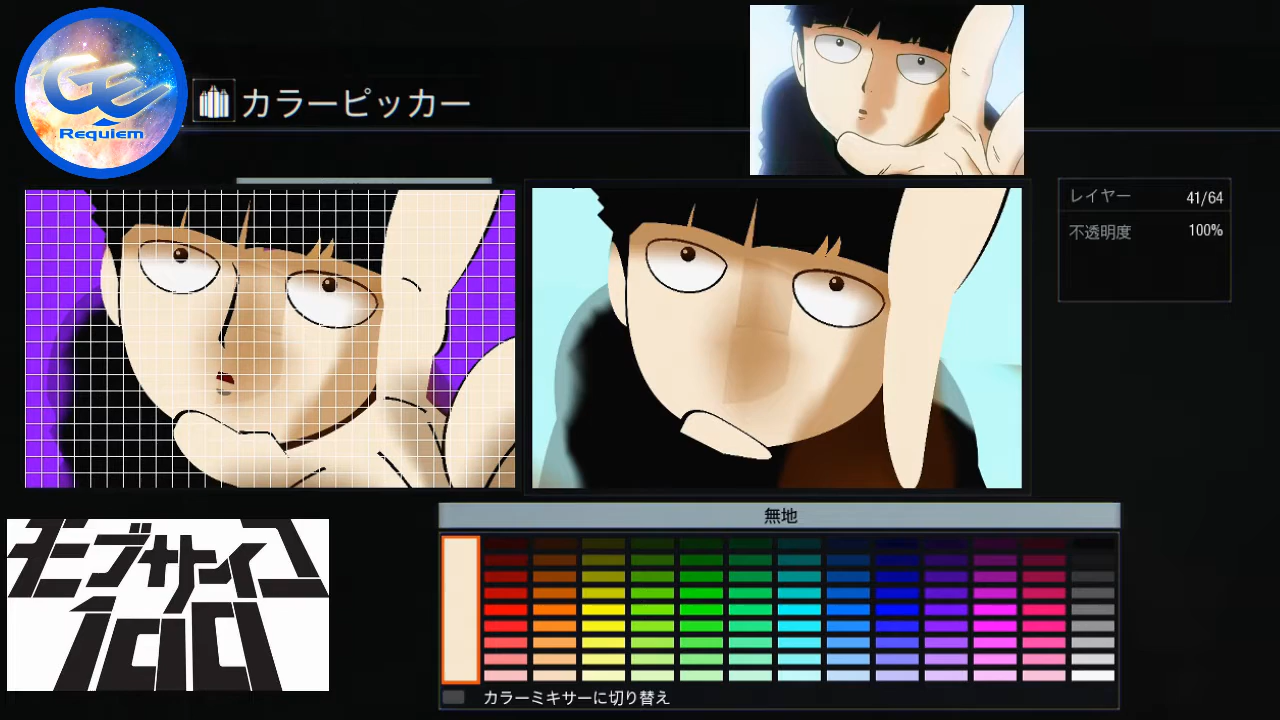 GE
Requiem
カラーピッカー
レイヤー 41/64
不透明度 100%
モブサイコ
100
無地
カラーミキサーに切り替え